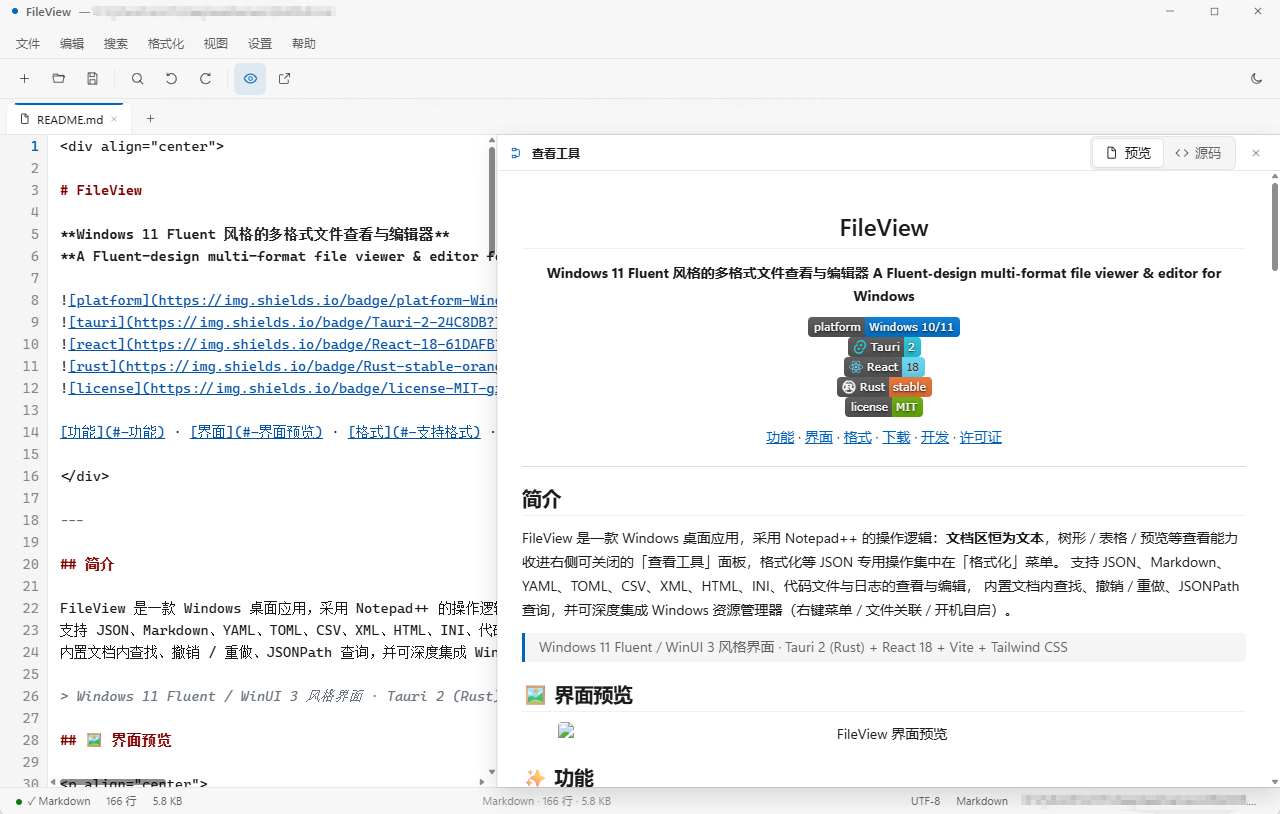 FileView —
文件 编辑 搜索 格式化 视图 设置 帮助
README.md
查看工具
预览
源码
1 <div align="center">
2
3 # FileView
4
5 **Windows 11 Fluent 风格的多格式文件查看与编辑器**
6 **A Fluent-design multi-format file viewer & editor fo
7
8 ![platform](https://img.shields.io/badge/platform-Wind
9 ![tauri](https://img.shields.io/badge/Tauri-2-24C8DB?l
10 ![react](https://img.shields.io/badge/React-18-61DAFB?
11 ![rust](https://img.shields.io/badge/Rust-stable-orang
12 ![license](https://img.shields.io/badge/license-MIT-gr
13
14 [功能](#-功能) · [界面](#-界面预览) · [格式](#-支持格式) ·
15
16 </div>
17
18 ---
19
20 ## 简介
21
22 FileView 是一款 Windows 桌面应用，采用 Notepad++ 的操作逻辑
23 支持 JSON、Markdown、YAML、TOML、CSV、XML、HTML、INI、代码
24 内置文档内查找、撤销 / 重做、JSONPath 查询，并可深度集成 Win
25
26 > Windows 11 Fluent / WinUI 3 风格界面 · Tauri 2 (Rust)
27
28 ## 🖼️ 界面预览
29
30 <p align="center">
FileView
Windows 11 Fluent 风格的多格式文件查看与编辑器 A Fluent-design multi-format file viewer & editor for
Windows
platform Windows 10/11
Tauri 2
React 18
Rust stable
license MIT
功能 · 界面 · 格式 · 下载 · 开发 · 许可证
简介
FileView 是一款 Windows 桌面应用，采用 Notepad++ 的操作逻辑：文档区恒为文本，树形 / 表格 / 预览等查看能力
收进右侧可关闭的「查看工具」面板，格式化等 JSON 专用操作集中在「格式化」菜单。 支持 JSON、Markdown、
YAML、TOML、CSV、XML、HTML、INI、代码文件与日志的查看与编辑， 内置文档内查找、撤销 / 重做、JSONPath
查询，并可深度集成 Windows 资源管理器（右键菜单 / 文件关联 / 开机自启）。
Windows 11 Fluent / WinUI 3 风格界面 · Tauri 2 (Rust) + React 18 + Vite + Tailwind CSS
🖼️ 界面预览
FileView 界面预览
✨ 功能
✓ Markdown 166 行 5.8 KB
Markdown · 166 行 · 5.8 KB
UTF-8 Markdown